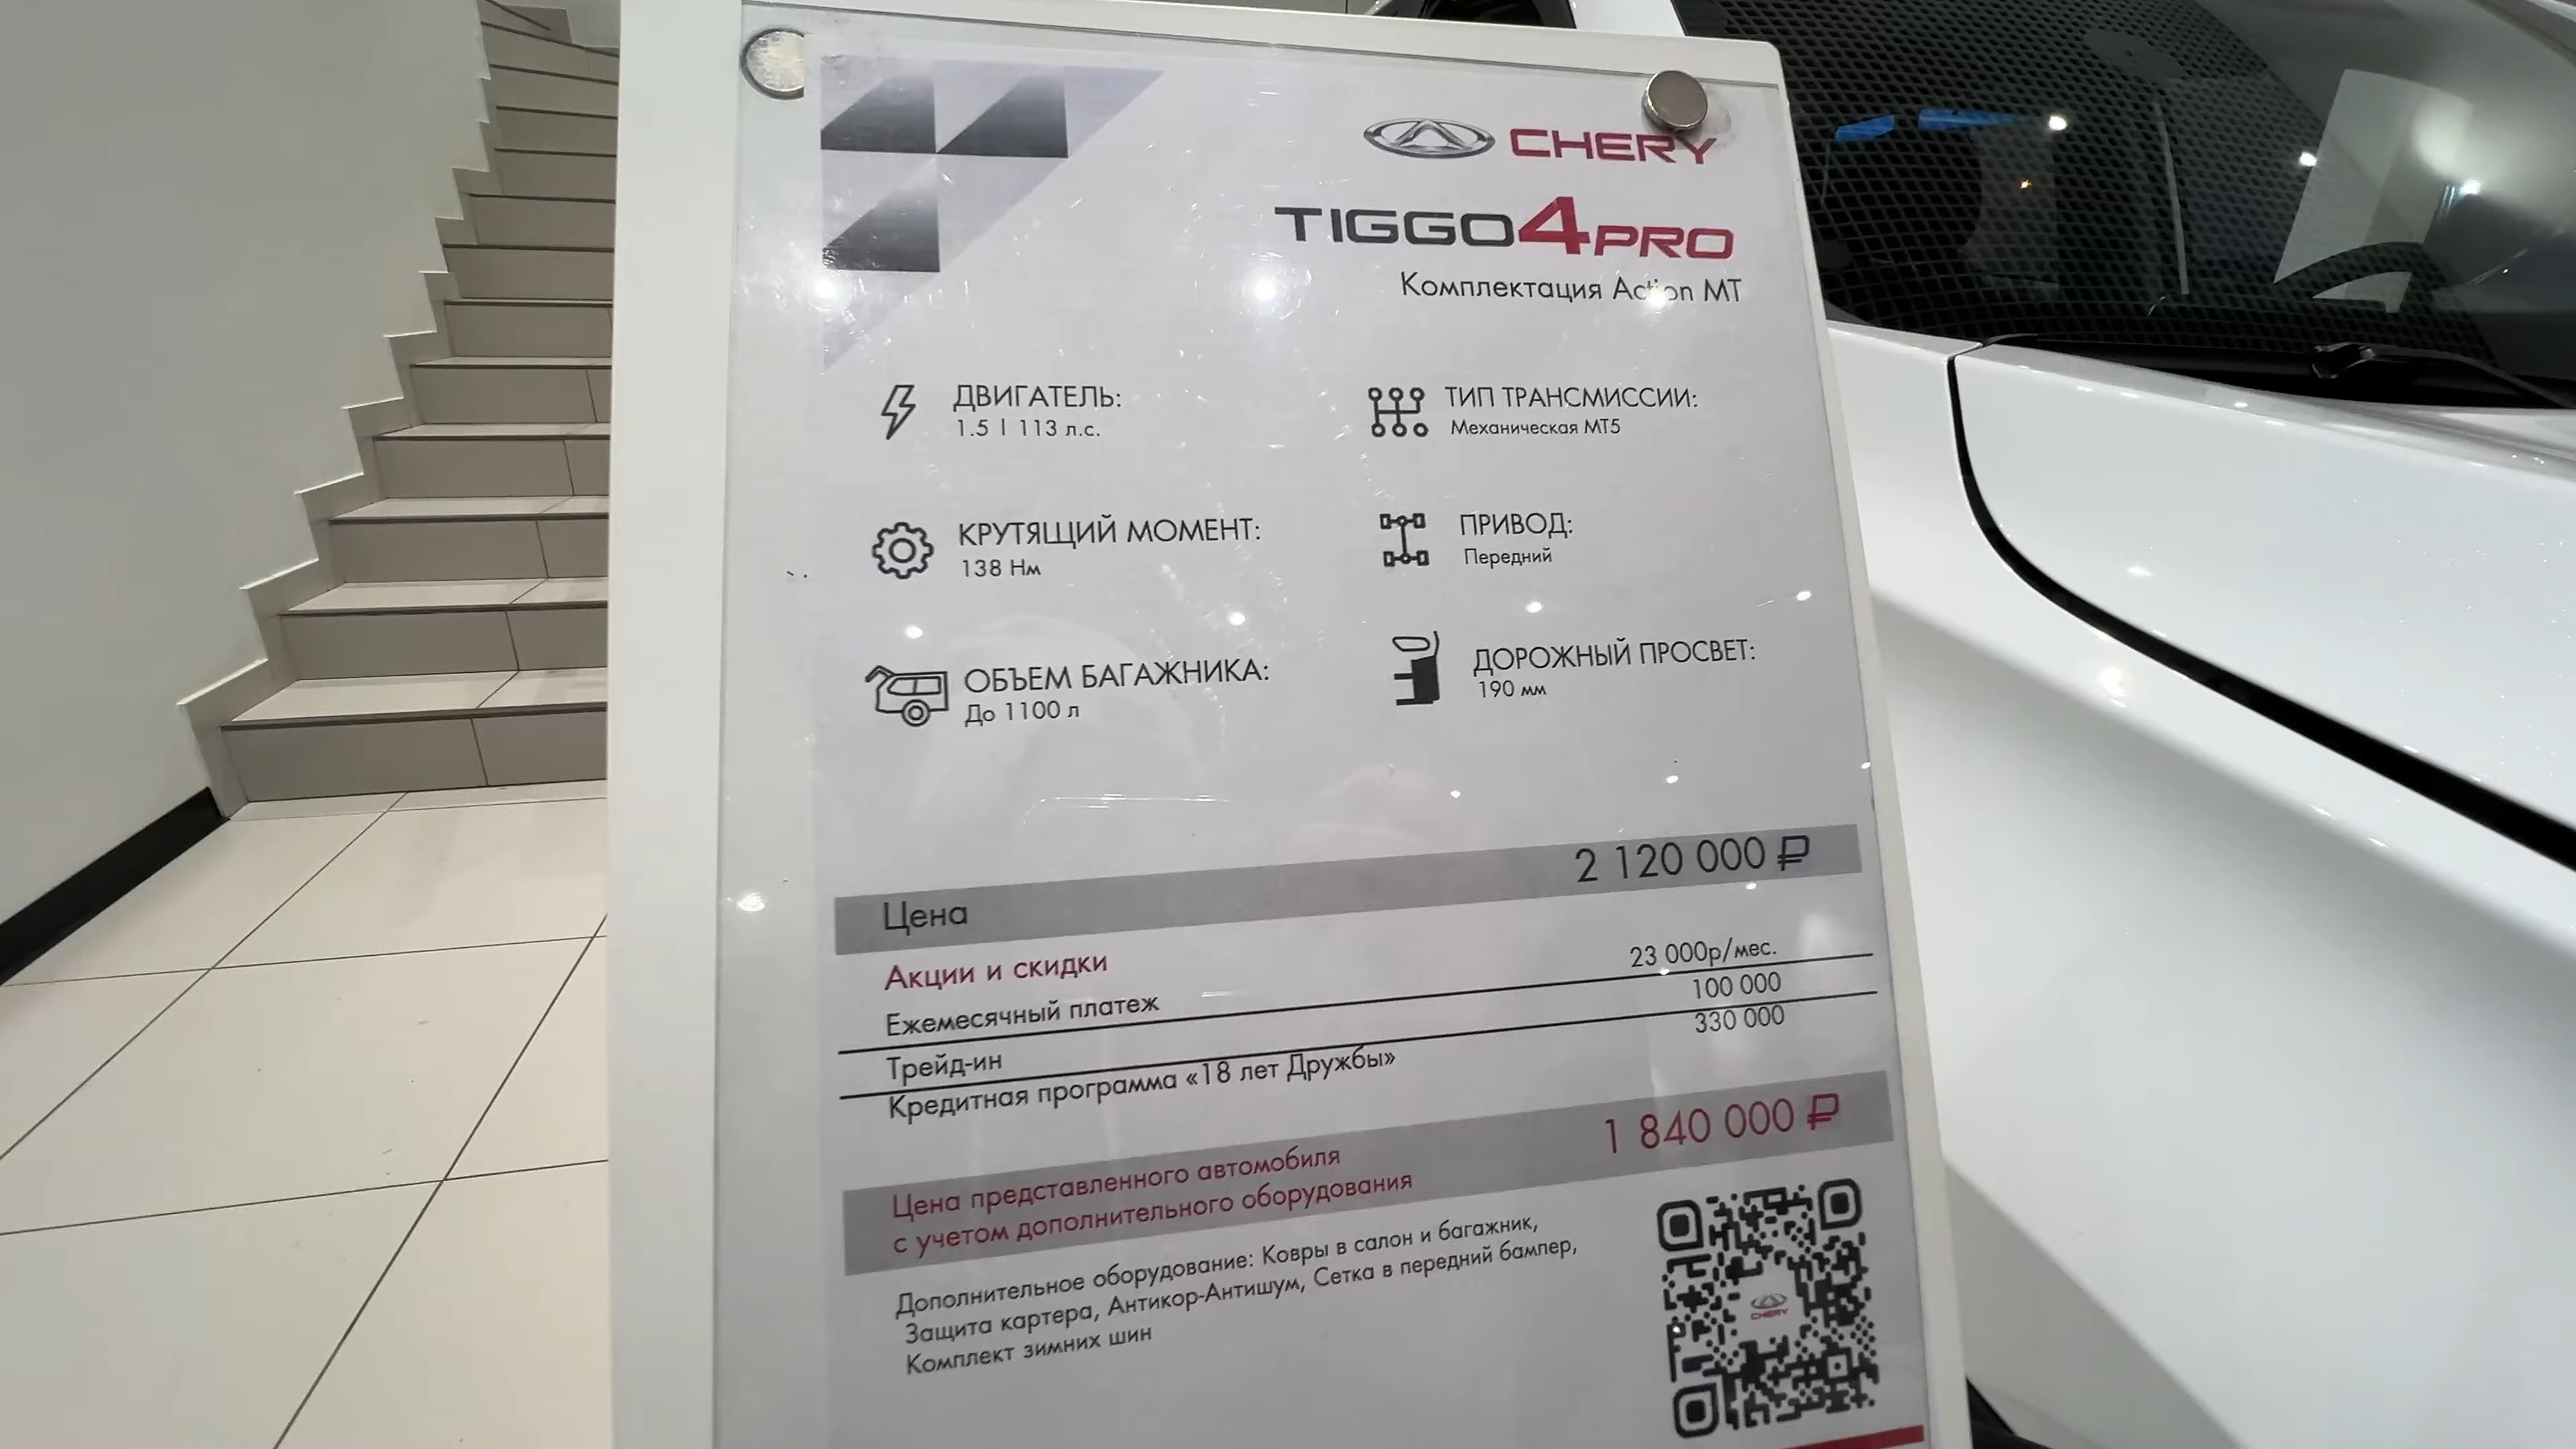 CHERY
TIGGO4PRO
Комплектация Action MT
ДВИГАТЕЛЬ:
1.5 l 113 л.с.
ТИП ТРАНСМИССИИ:
Механическая MT5
КРУТЯЩИЙ МОМЕНТ:
138 Нм
ПРИВОД:
Передний
ОБЪЕМ БАГАЖНИКА:
До 1100 л
ДОРОЖНЫЙ ПРОСВЕТ:
190 мм
Цена 2 120 000 ₽
Акции и скидки
Ежемесячный платеж 23 000р/мес.
Трейд-ин 100 000
Кредитная программа «18 лет Дружбы» 330 000
Цена представленного автомобиля
с учетом дополнительного оборудования 1 840 000 ₽
Дополнительное оборудование: Ковры в салон и багажник,
Защита картера, Антикор-Антишум, Сетка в передний бампер,
Комплект зимних шин
CHERY